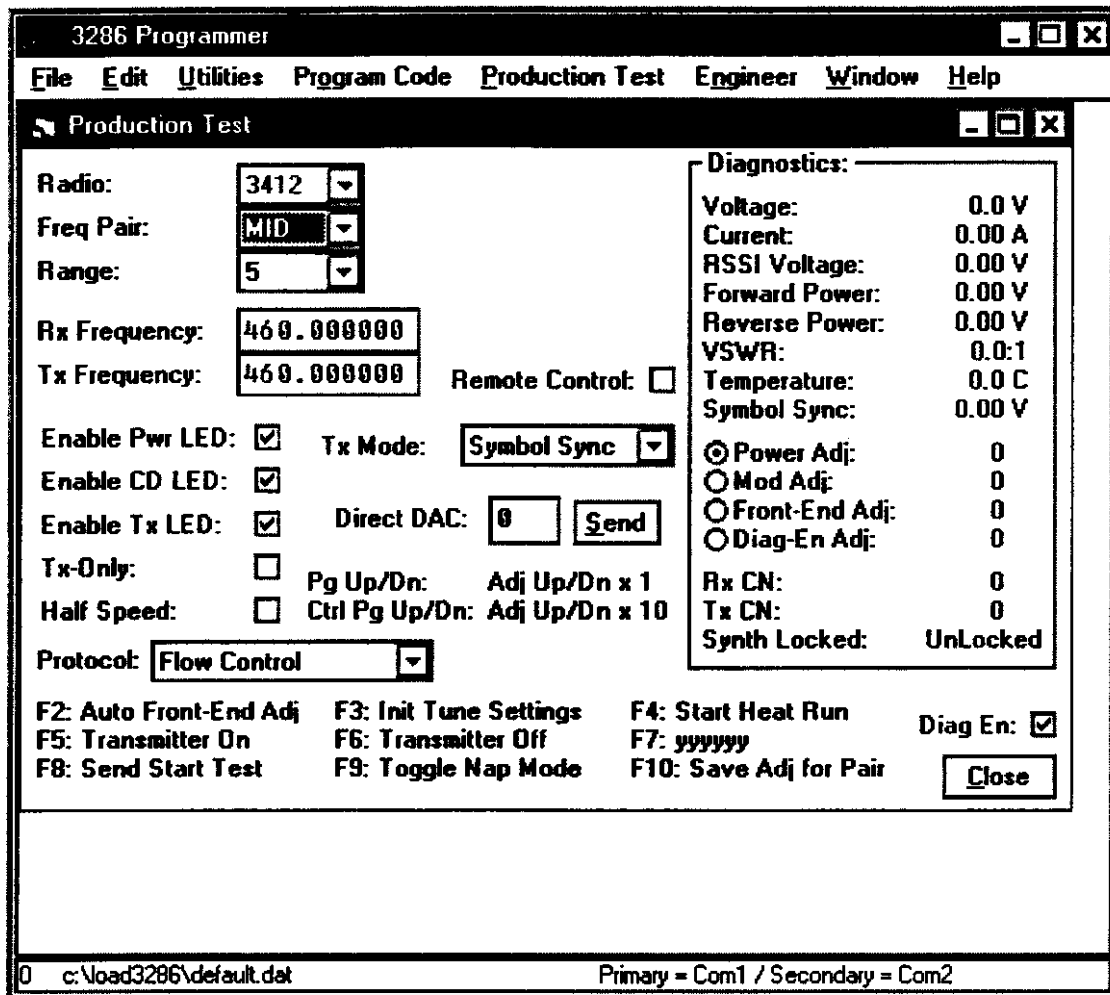 3286 Programmer
File Edit Utilities Program Code Production Test Engineer Window Help
Production Test
Radio: 3412
Freq Pair: MID
Range: 5
Rx Frequency: 460.000000
Tx Frequency: 460.000000
Remote Control:
Enable Pwr LED:
Tx Mode: Symbol Sync
Enable CD LED:
Enable Tx LED:
Direct DAC: 0 Send
Tx-Only:
Pg Up/Dn: Adj Up/Dn x 1
Half Speed:
Ctrl Pg Up/Dn: Adj Up/Dn x 10
Protocol: Flow Control
Diagnostics:
Voltage: 0.0 V
Current: 0.00 A
RSSI Voltage: 0.00 V
Forward Power: 0.00 V
Reverse Power: 0.00 V
VSWR: 0.0:1
Temperature: 0.0 C
Symbol Sync: 0.00 V
Power Adj: 0
Mod Adj: 0
Front-End Adj: 0
Diag-En Adj: 0
Rx CN: 0
Tx CN: 0
Synth Locked: UnLocked
F2: Auto Front-End Adj F3: Init Tune Settings F4: Start Heat Run
F5: Transmitter On F6: Transmitter Off F7: yyyyyy
F8: Send Start Test F9: Toggle Nap Mode F10: Save Adj for Pair
Diag En:
Close
0 c:\load3286\default.dat Primary = Com1 / Secondary = Com2